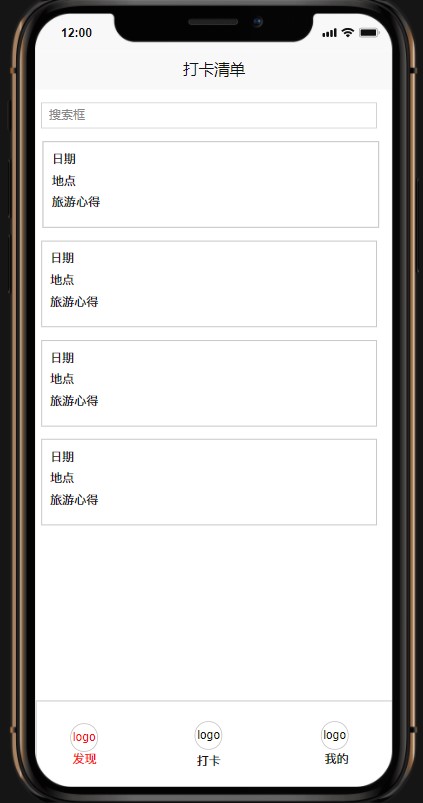 12:00
打卡清单
搜索框
日期
地点
旅游心得
日期
地点
旅游心得
日期
地点
旅游心得
日期
地点
旅游心得
logo logo logo
发现 打卡 我的